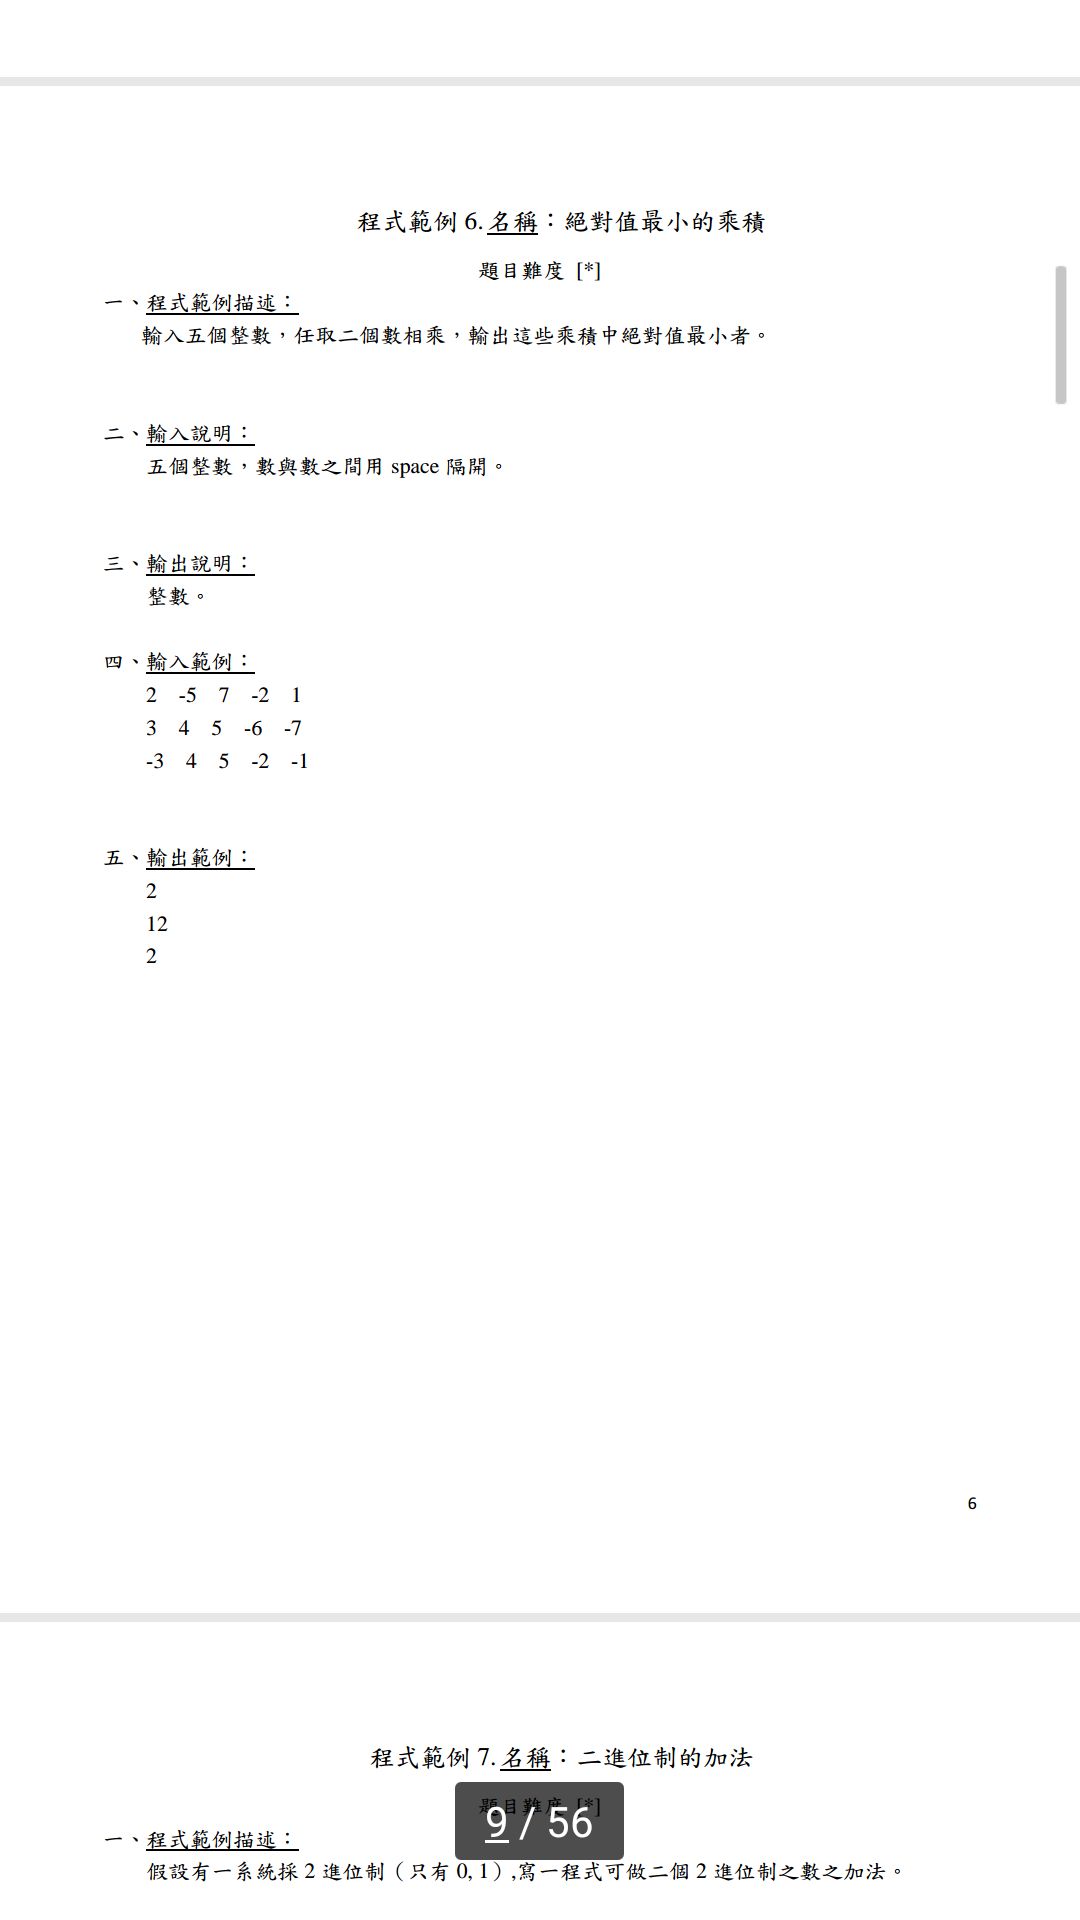 程式範例 6.名稱：絕對值最小的乘積
題目難度 [*]
一、程式範例描述：
輸入五個整數，任取二個數相乘，輸出這些乘積中絕對值最小者。
二、輸入說明：
五個整數，數與數之間用 space 隔開。
三、輸出說明：
整數。
四、輸入範例：
2 -5 7 -2 1
3 4 5 -6 -7
-3 4 5 -2 -1
五、輸出範例：
2
12
2
6
程式範例 7.名稱：二進位制的加法
題目難度 [*]
9 / 56
一、程式範例描述：
假設有一系統採 2 進位制（只有 0, 1）,寫一程式可做二個 2 進位制之數之加法。